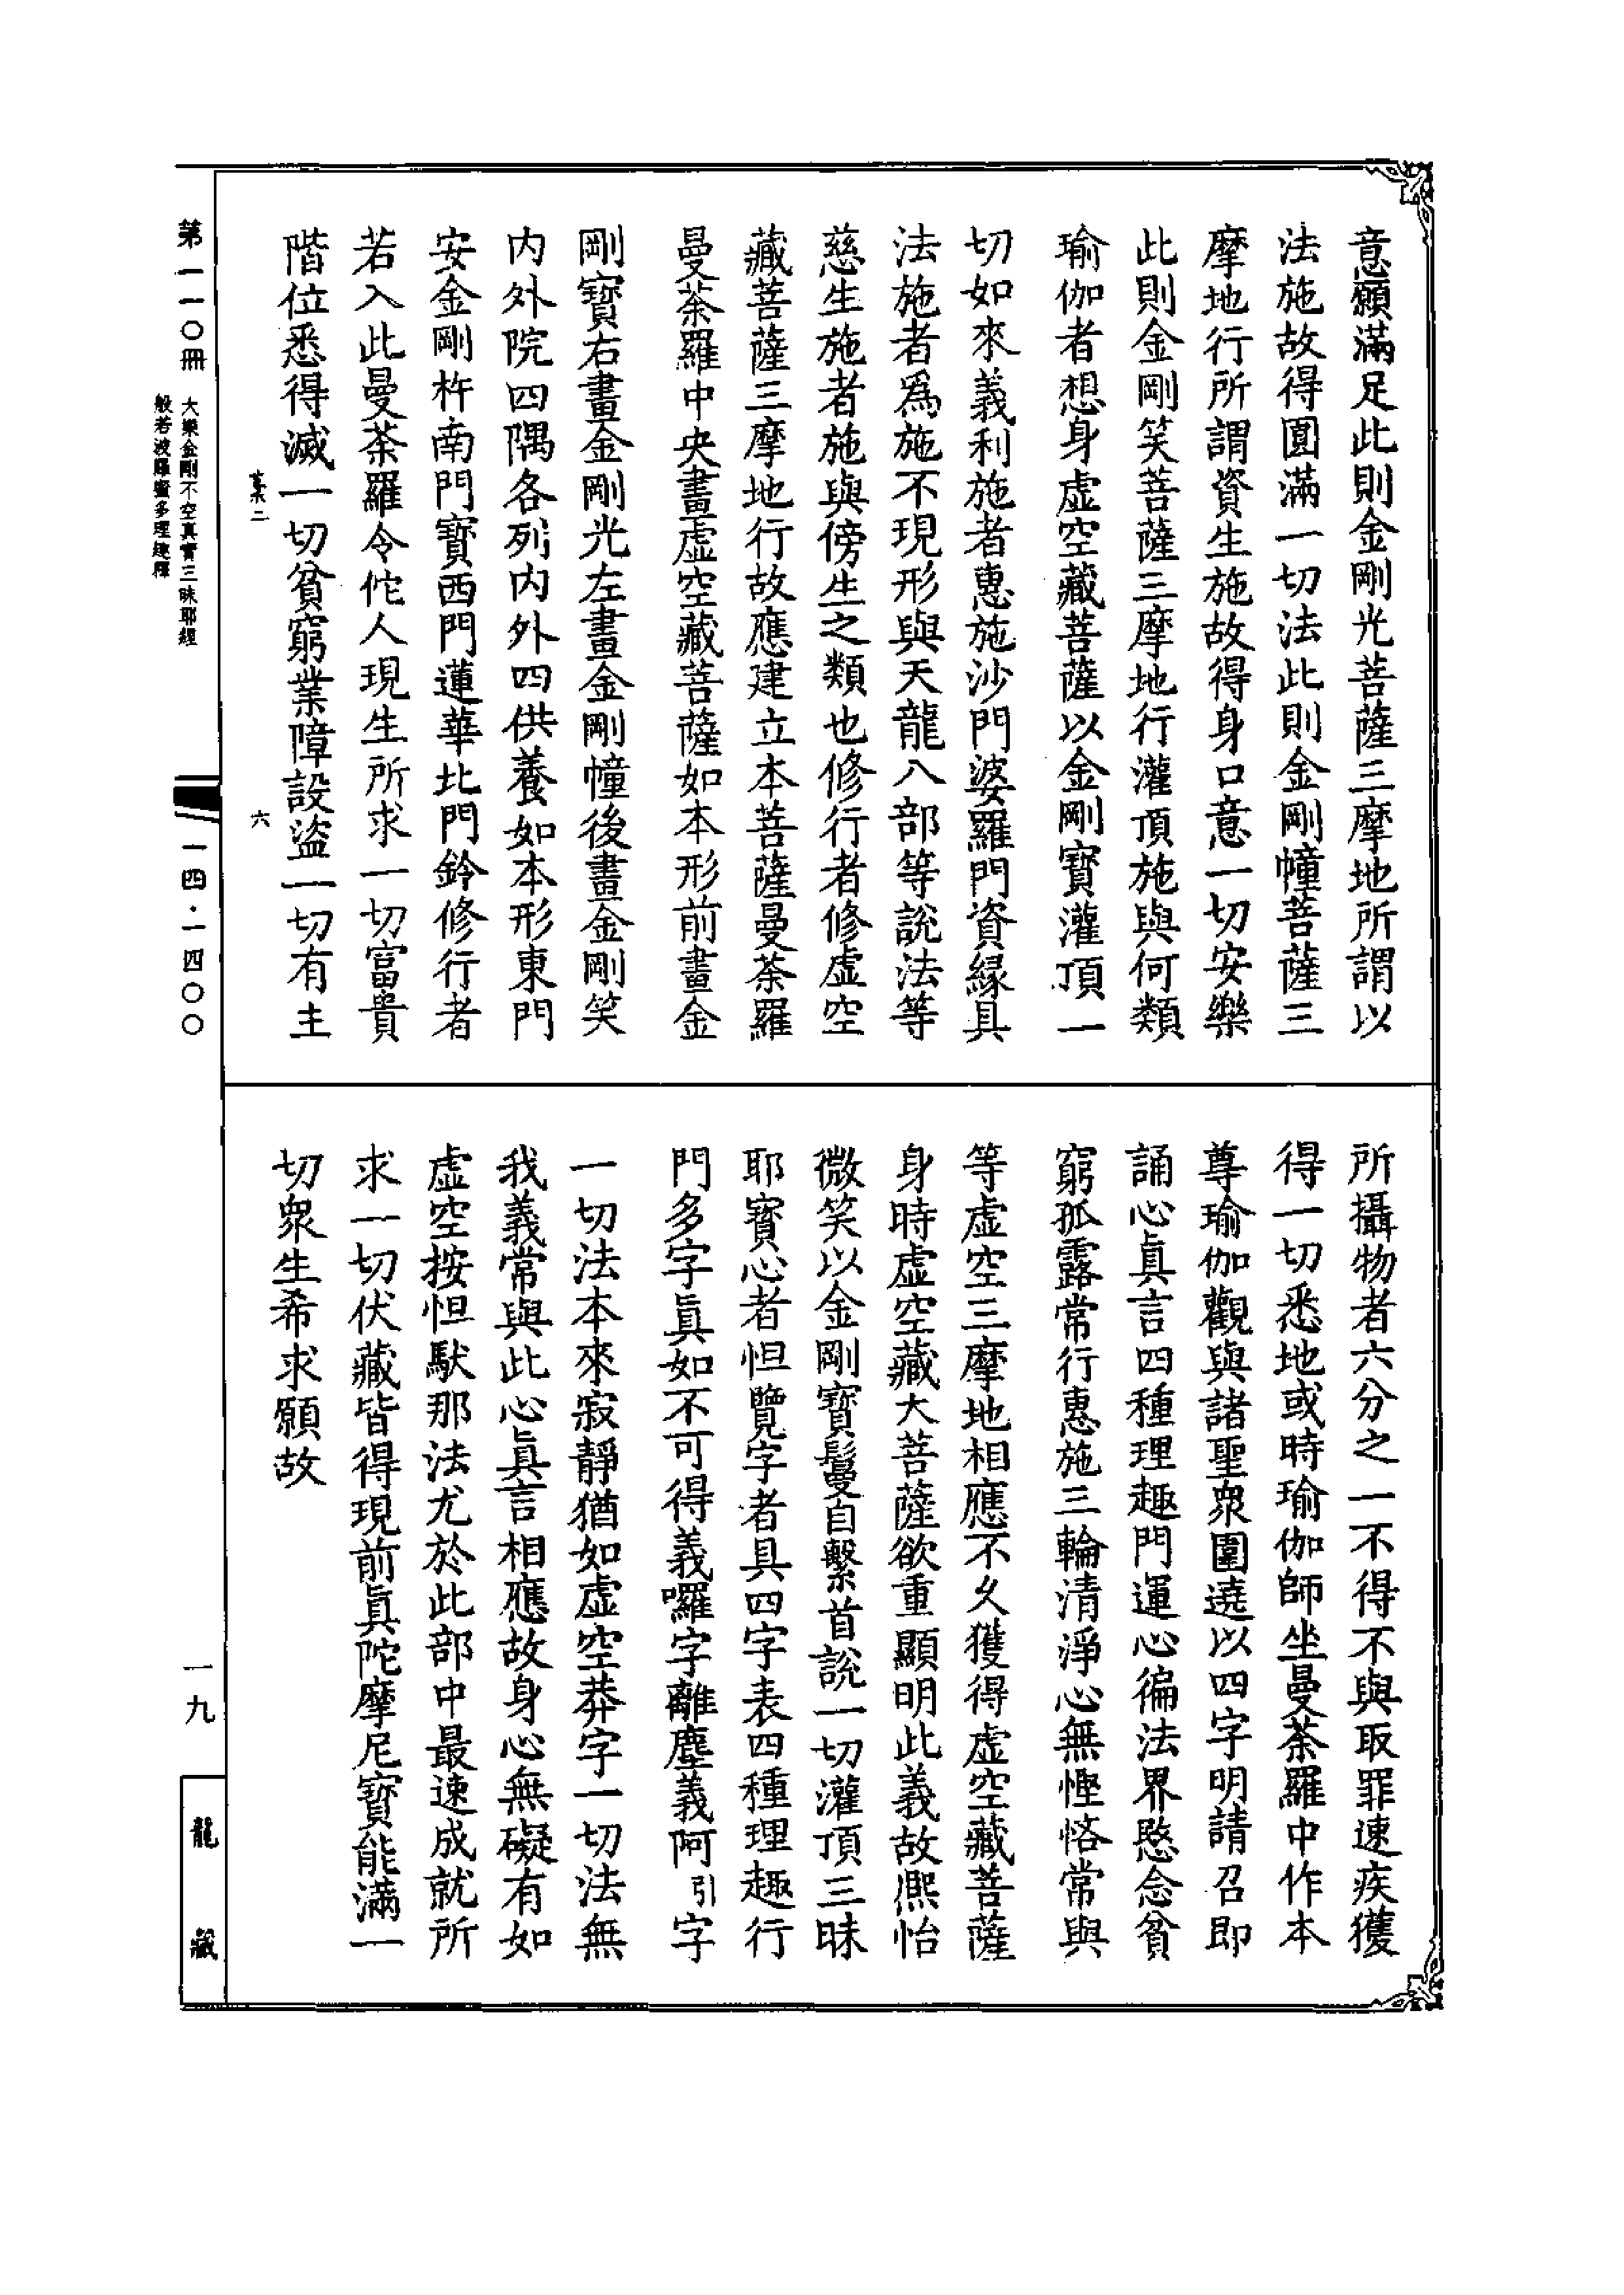 意願滿足此則金剛光菩薩三摩地所謂以
法施故得圓滿一切法此則金剛幢菩薩三
摩地行所謂資生施故得身口意一切安樂
此則金剛笑菩薩三摩地行灌頂施與何類
瑜伽者想身虛空藏菩薩以金剛寶灌頂一
切如來義利施者惠施沙門婆羅門資緣具
法施者爲施不現形與天龍八部等說法等
慈生施者施與傍生之類也修行者修虛空
藏菩薩三摩地行故應建立本菩薩曼荼羅
曼荼羅中央畫虛空藏菩薩如本形前畫金
剛寶右畫金剛光左畫金剛幢後畫金剛笑
内外院四隅各列内外四供養如本形東門
安金剛杵南門寶西門蓮華北門鈴修行者
若入此曼荼羅令佗人現生所求一切富貴
階位悉得滅一切貧窮業障設盜一切有主
所攝物者六分之一不得不與取罪速疾獲
得一切悉地或時瑜伽師坐曼荼羅中作本
尊瑜伽觀與諸聖衆圍遶以四字明請召即
誦心眞言四種理趣門運心徧法界愍念貧
窮孤露常行惠施三輪清淨心無慳悋常與
等虛空三摩地相應不久獲得虛空藏菩薩
身時虛空藏大菩薩欲重顯明此義故熈怡
微笑以金剛寶鬘自繫首說一切灌頂三昧
耶寶心者怛覽字者具四字表四種理趣行
門多字眞如不可得義囉字離塵義阿引字
一切法本來寂靜猶如虛空莽字一切法無
我義常與此心眞言相應故身心無礙有如
虛空按怛馱那法尤於此部中最速成就所
求一切伏藏皆得現前眞陀摩尼寶能滿一
切衆生希求願故
六
第一一〇冊
大樂金剛不空真實三昧耶經
般若波羅蜜多理趣釋
一四·一四〇〇
一九
龍藏